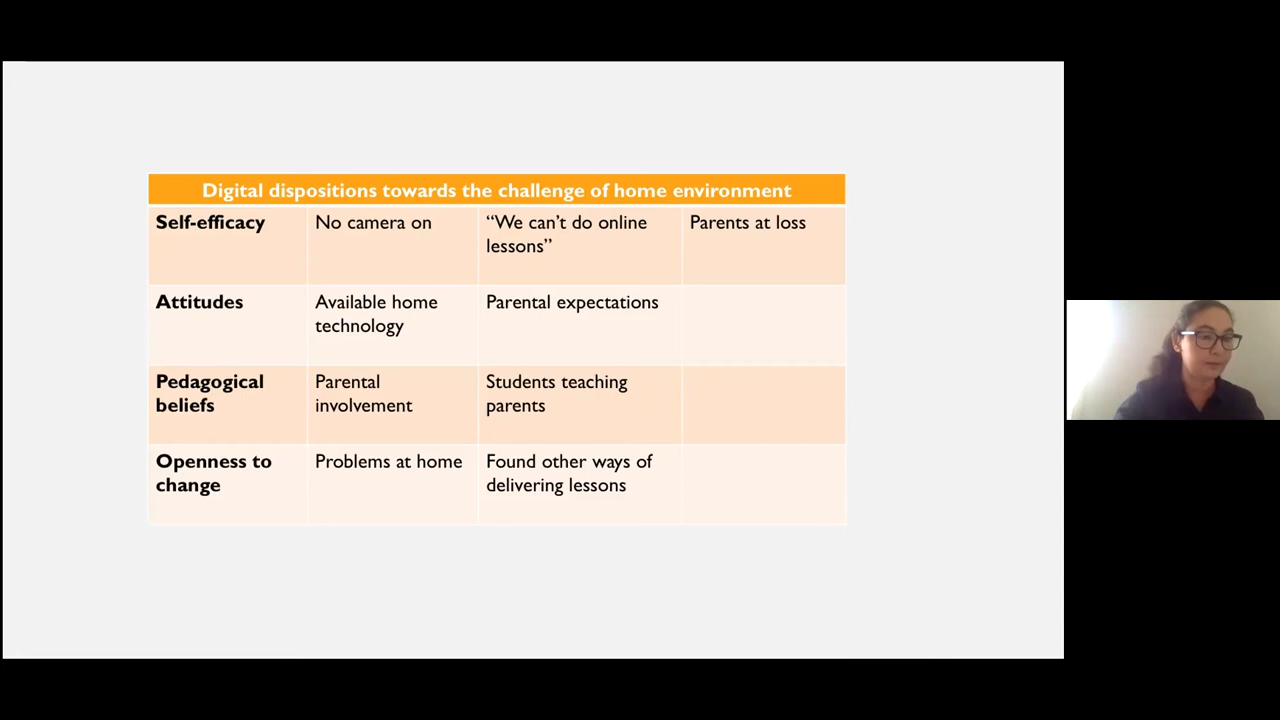 Digital dispositions towards the challenge of home environment
Self-efficacy
No camera on
“We can’t do online
lessons”
Parents at loss
Attitudes
Available home
technology
Parental expectations
Pedagogical
beliefs
Parental
involvement
Students teaching
parents
Openness to
change
Problems at home
Found other ways of
delivering lessons